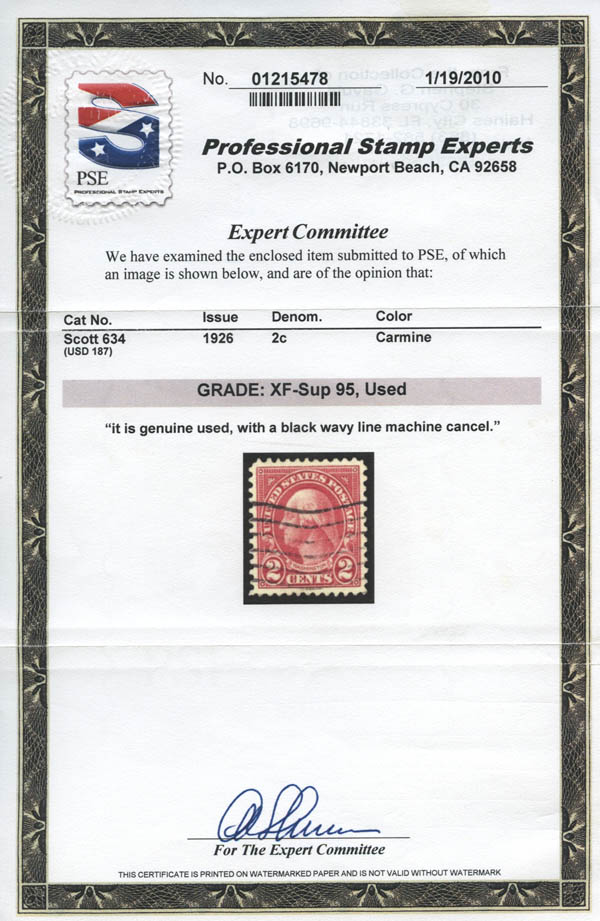 No. 01215478 1/19/2010
PSE
PROFESSIONAL STAMP EXPERTS
Professional Stamp Experts
P.O. Box 6170, Newport Beach, CA 92658
Expert Committee
We have examined the enclosed item submitted to PSE, of which
an image is shown below, and are of the opinion that:
Cat No. Issue Denom. Color
Scott 634 1926 2c Carmine
(USD 187)
GRADE: XF-Sup 95, Used
“it is genuine used, with a black wavy line machine cancel.”
UNITED STATES POSTAGE
WASHINGTON
2 CENTS 2
For The Expert Committee
THIS CERTIFICATE IS PRINTED ON WATERMARKED PAPER AND IS NOT VALID WITHOUT WATERMARK